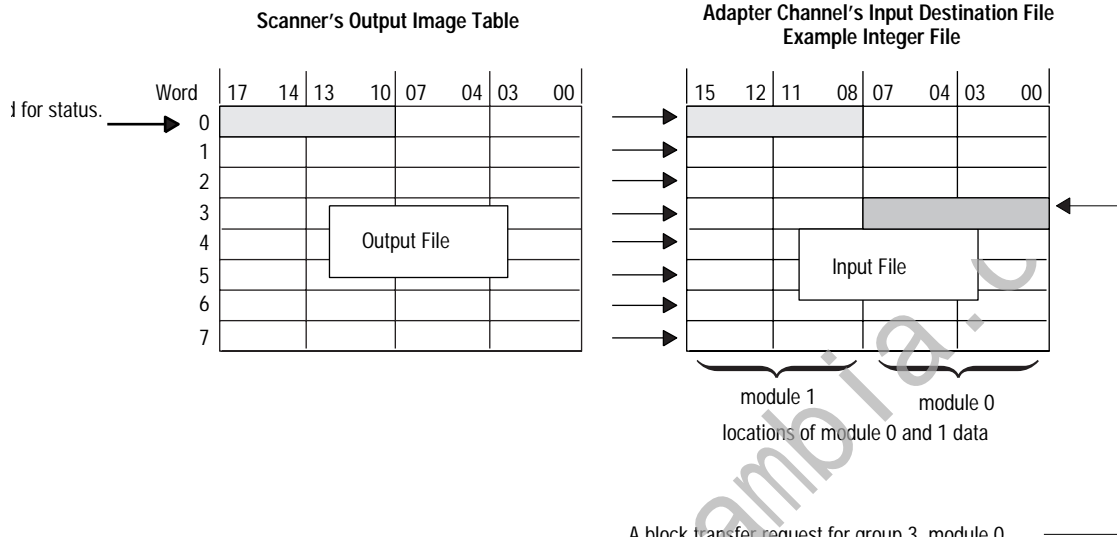 Scanner's Output Image Table
Adapter Channel's Input Destination File
Example Integer File
Word 17 14 13 10 07 04 03 00
15 12 11 08 07 04 03 00
for status.
0
1
2
3
4
5
6
7
Output File
Input File
module 1
module 0
locations of module 0 and 1 data
A block transfer request for group 3, module 0